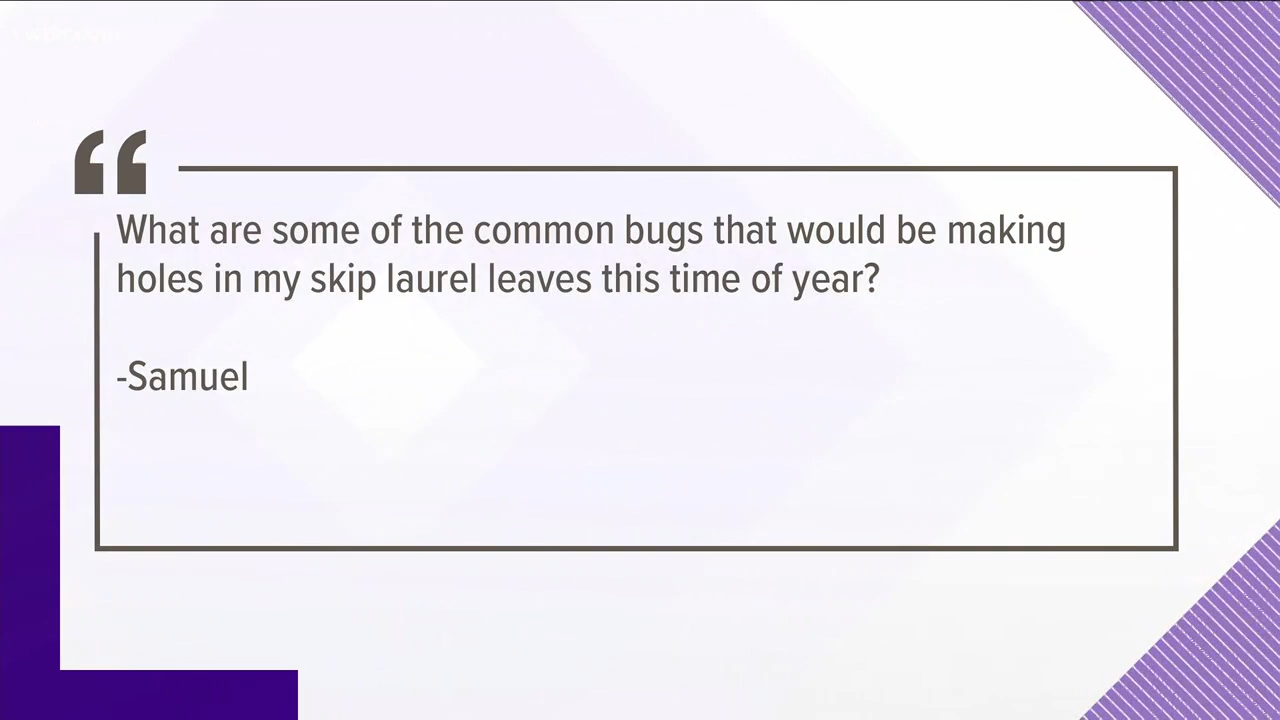 “
What are some of the common bugs that would be making
holes in my skip laurel leaves this time of year?
-Samuel